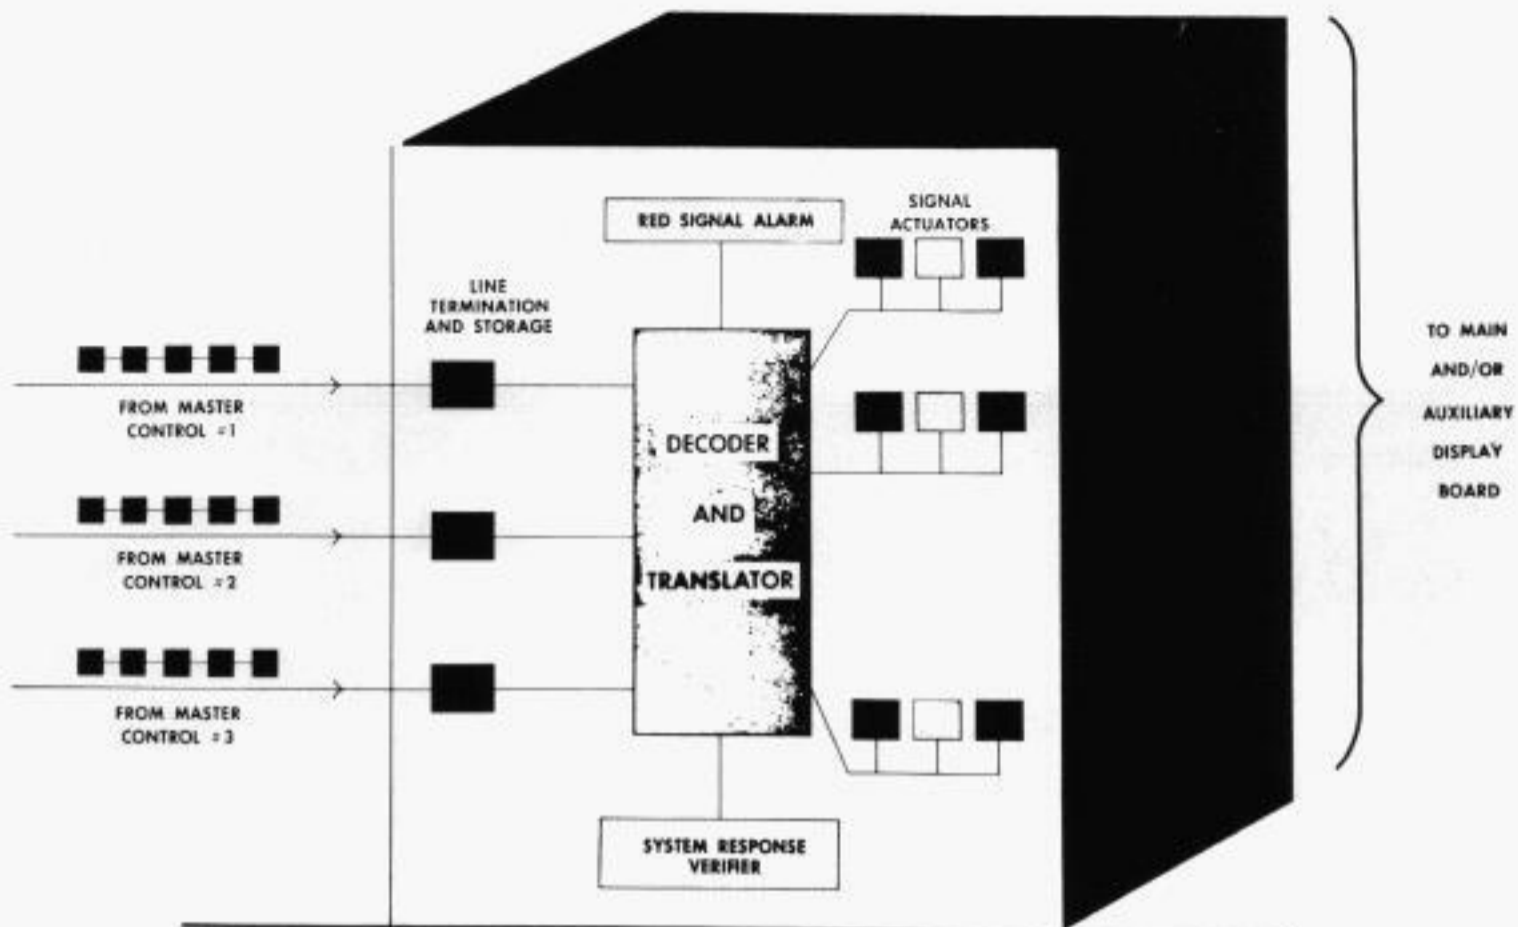 RED SIGNAL ALARM
SIGNAL
ACTUATORS
LINE
TERMINATION
AND STORAGE
FROM MASTER
CONTROL #1
FROM MASTER
CONTROL #2
FROM MASTER
CONTROL #3
DECODER
AND
TRANSLATOR
SYSTEM RESPONSE
VERIFIER
TO MAIN
AND/OR
AUXILIARY
DISPLAY
BOARD